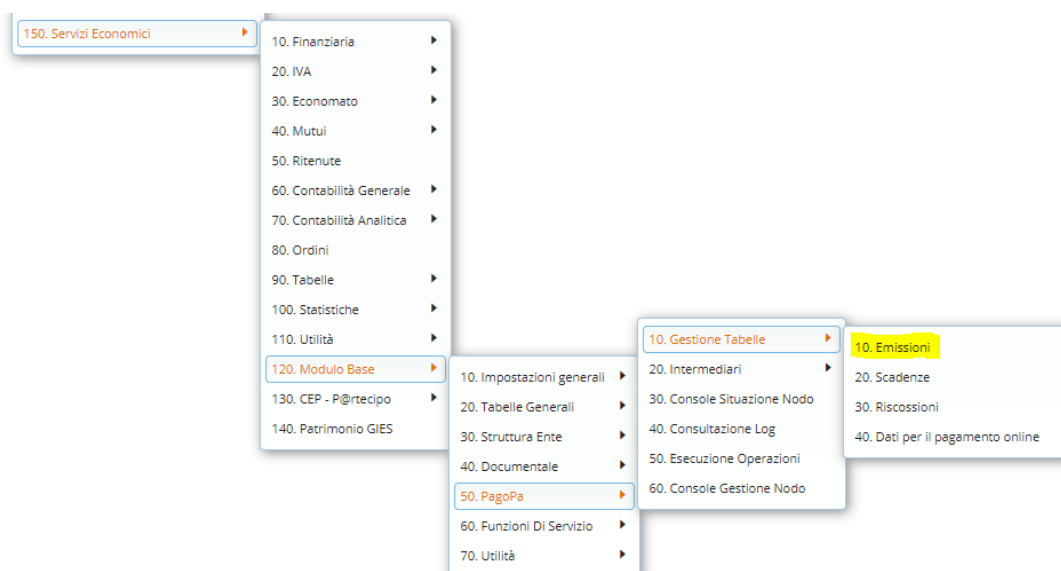 150. Servizi Economici
10. Finanziaria
20. IVA
30. Economato
40. Mutui
50. Ritenute
60. Contabilità Generale
70. Contabilità Analitica
80. Ordini
90. Tabelle
100. Statistiche
110. Utilità
120. Modulo Base
130. CEP - P@rtecipo
140. Patrimonio GIES
10. Impostazioni generali
20. Tabelle Generali
30. Struttura Ente
40. Documentale
50. PagoPa
60. Funzioni Di Servizio
70. Utilità
10. Gestione Tabelle
20. Intermediari
30. Console Situazione Nodo
40. Consultazione Log
50. Esecuzione Operazioni
60. Console Gestione Nodo
10. Emissioni
20. Scadenze
30. Riscossioni
40. Dati per il pagamento online